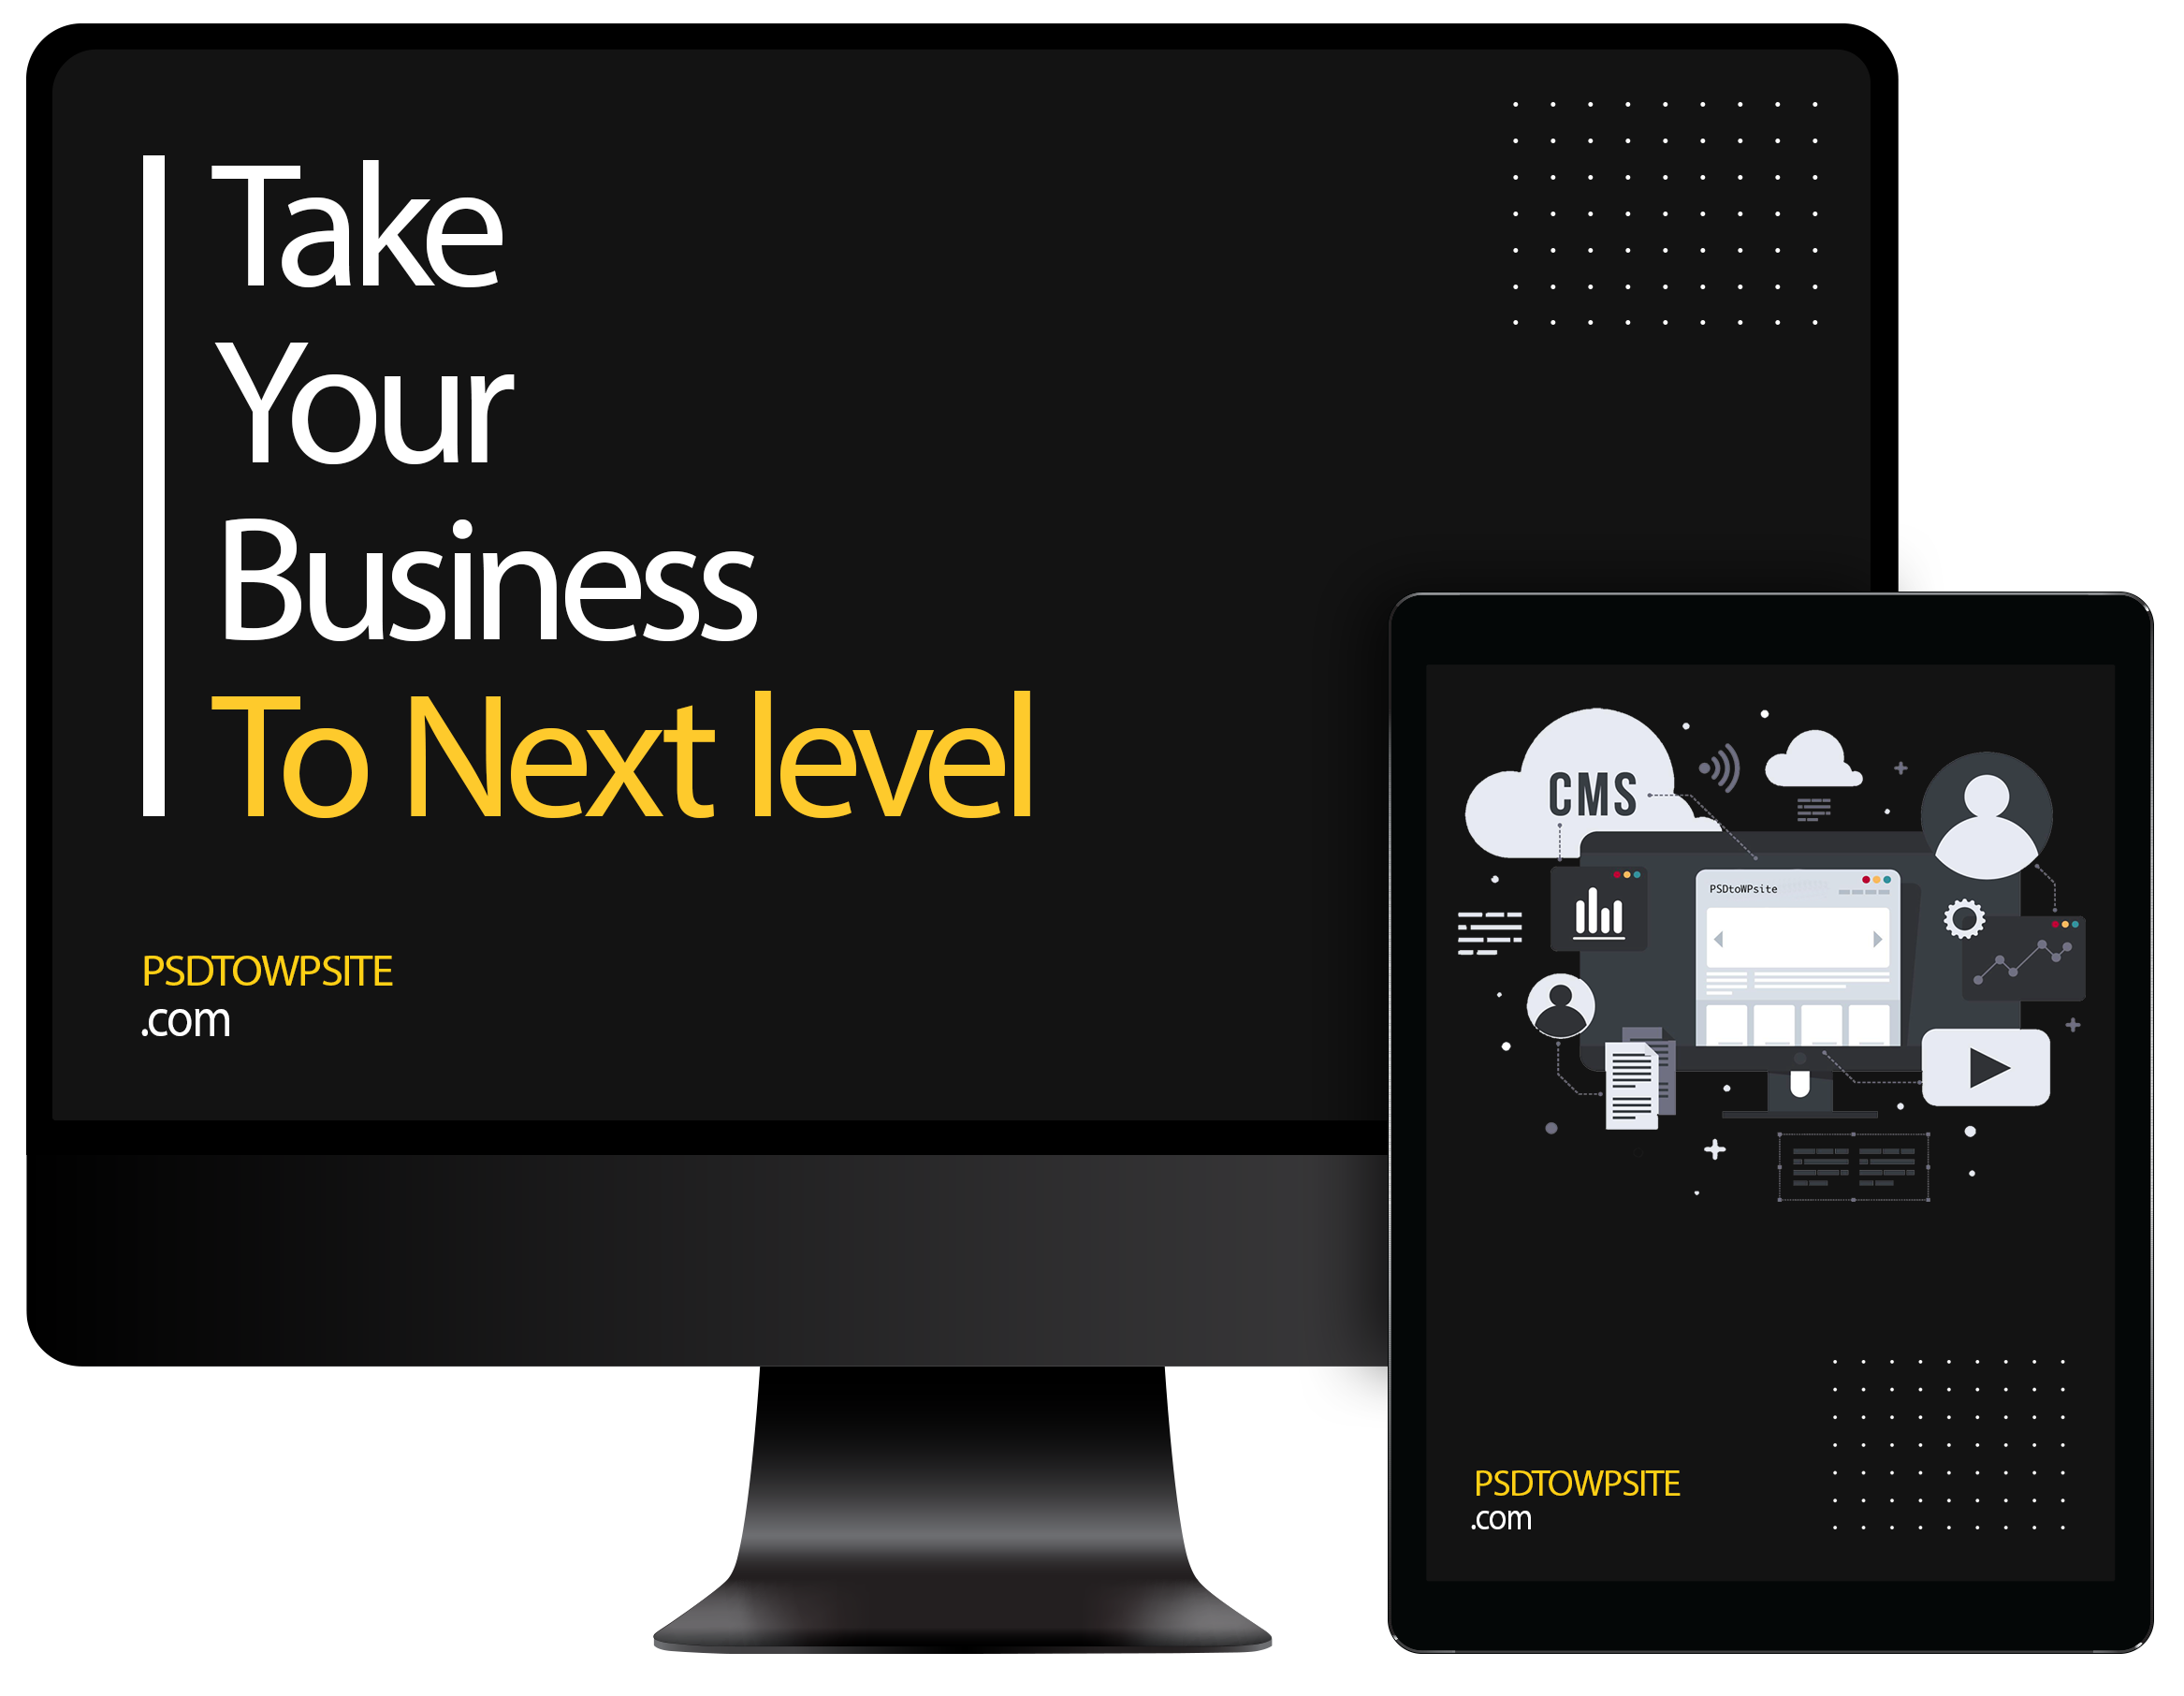 Take
Your
Business
To Next level
PSDTOWPSITE
.com
CMS
PSDtoWPsite
PSDTOWPSITE
.com